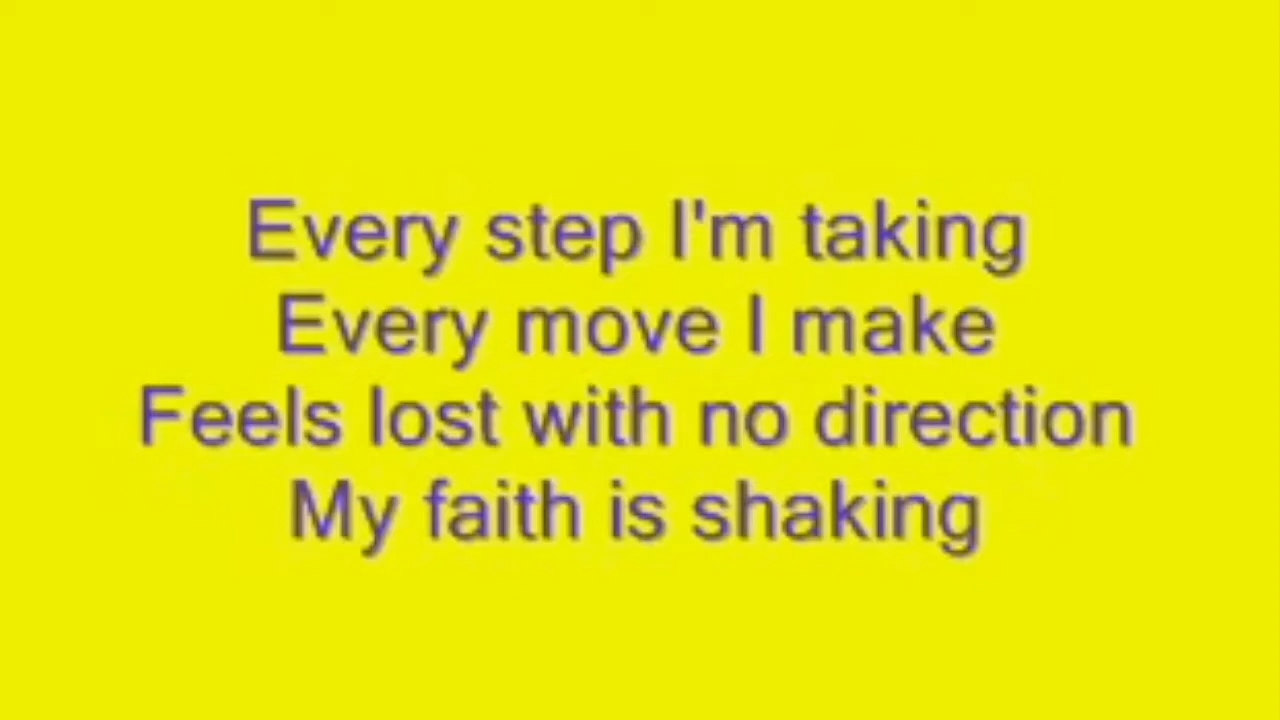 Every step I'm taking
Every move I make
Feels lost with no direction
My faith is shaking